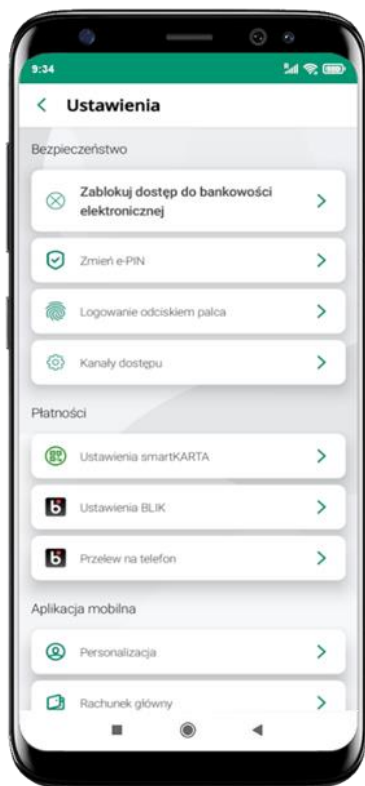 9:34
Ustawienia
Bezpieczeństwo
Zablokuj dostęp do bankowości
elektronicznej
Zmień e-PIN
Logowanie odciskiem palca
Kanały dostępu
Płatności
Ustawienia smartKARTA
Ustawienia BLIK
Przelew na telefon
Aplikacja mobilna
Personalizacja
Rachunek główny